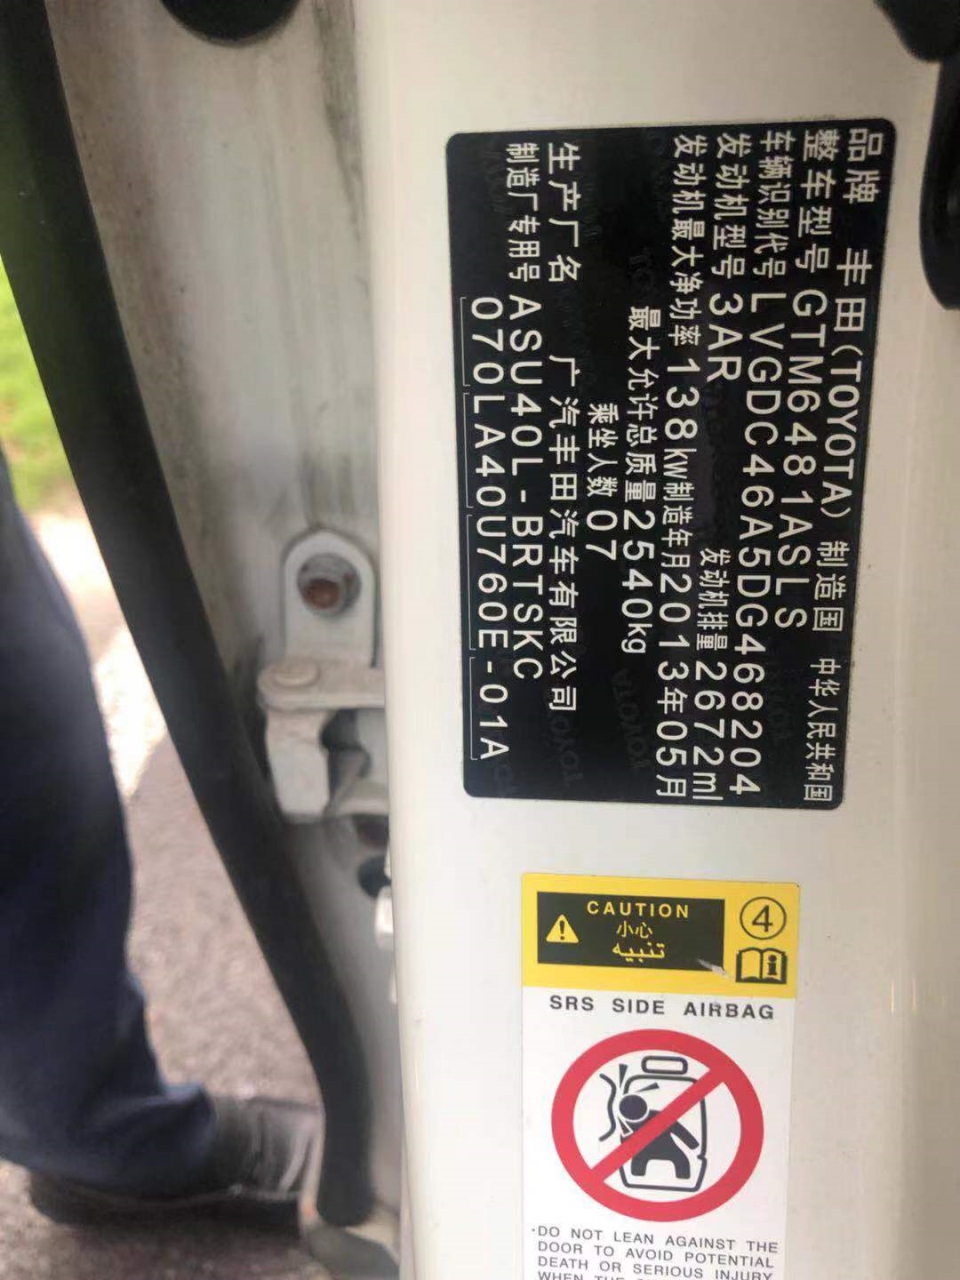 品牌 丰田(TOYOTA) 制造国 中华人民共和国
整车型号 GTM6481ASLS
车辆识别代号 LVGDC46A5DG468204
发动机型号 3AR 发动机排量 2672ml
发动机最大净功率 138kw 制造年月 2013年05月
最大允许总质量 2540kg
乘坐人数 07
生产厂名 广汽丰田汽车有限公司
制造厂专用号 ASU40L-BRTSKC
070LA40U760E-01A
CAUTION
小心
تنبيه
4
SRS SIDE AIRBAG
·DO NOT LEAN AGAINST THE
DOOR TO AVOID POTENTIAL
DEATH OR SERIOUS INJURY
WHEN THE